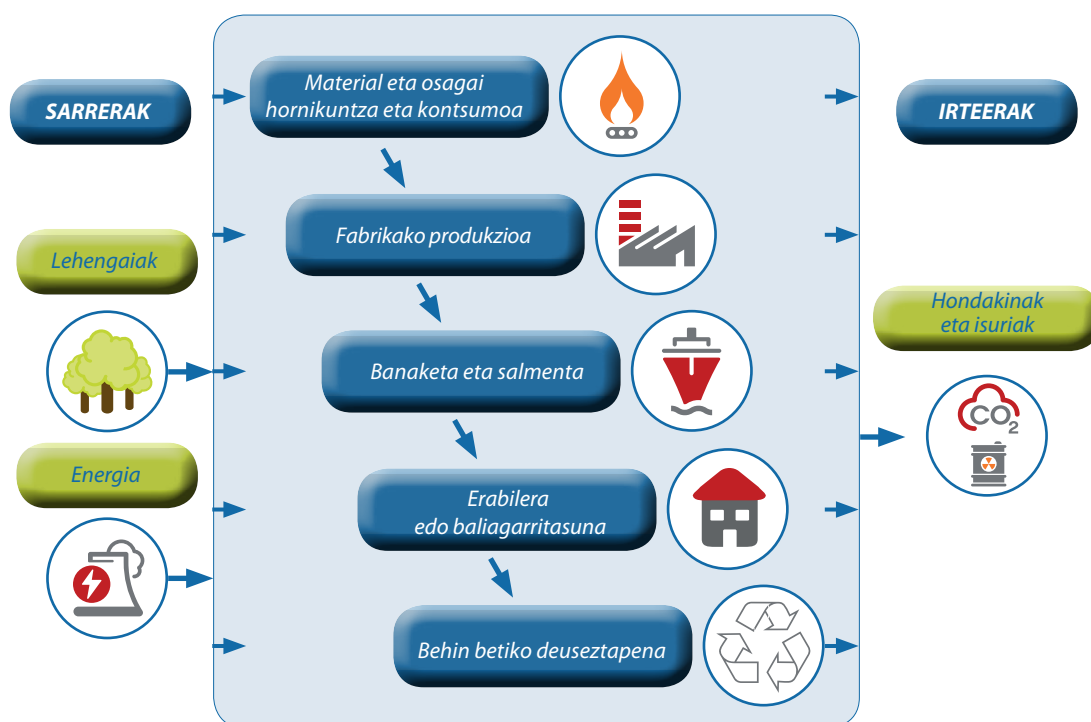 SARRERAK
Lehengaiak
Energia
Material eta osagai
hornikuntza eta kontsumoa
Fabrikako produkzioa
Banaketa eta salmenta
Erabilera
edo baliagarritasuna
Behin betiko deuseztapena
IRTEERAK
Hondakinak
eta isuriak
CO2